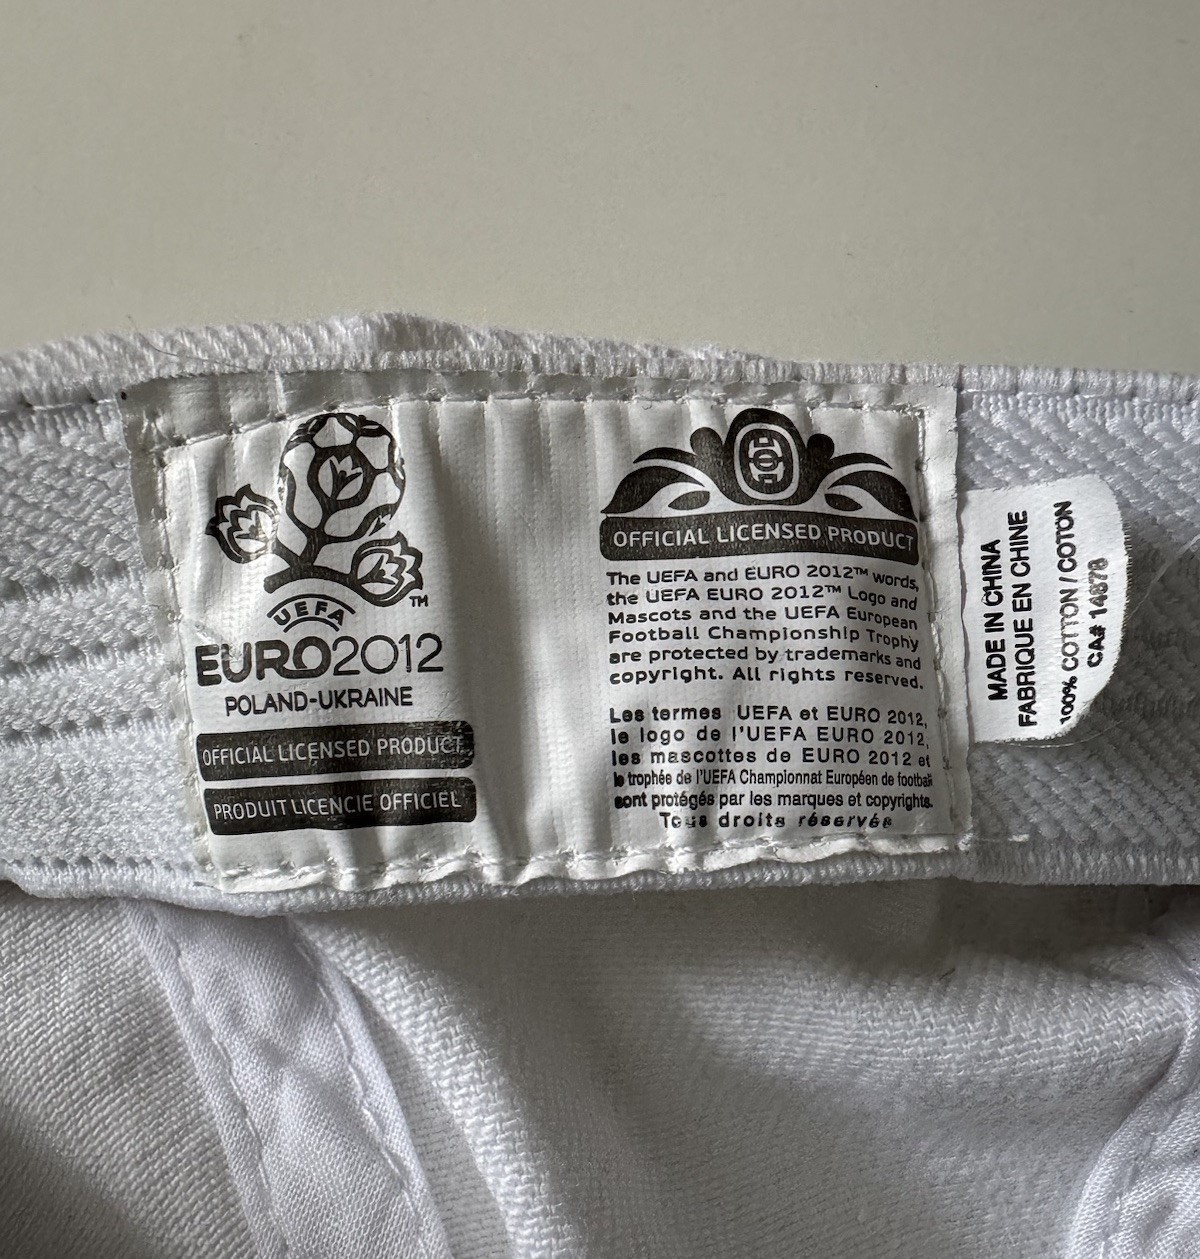 UEFA
TM
EURO2012
POLAND-UKRAINE
OFFICIAL LICENSED PRODUCT
PRODUIT LICENCIE OFFICIEL
OFFICIAL LICENSED PRODUCT
The UEFA and EURO 2012™ words,
the UEFA EURO 2012™ Logo and
Mascots and the UEFA European
Football Championship Trophy
are protected by trademarks and
copyright. All rights reserved.
Les termes UEFA et EURO 2012,
le logo de l'UEFA EURO 2012,
les mascottes de EURO 2012 et
le trophée de l'UEFA Championnat Européen de football
sont protégés par les marques et copyrights.
Tous droits réservés
MADE IN CHINA
FABRIQUE EN CHINE
100% COTTON / COTON
CA# 14878